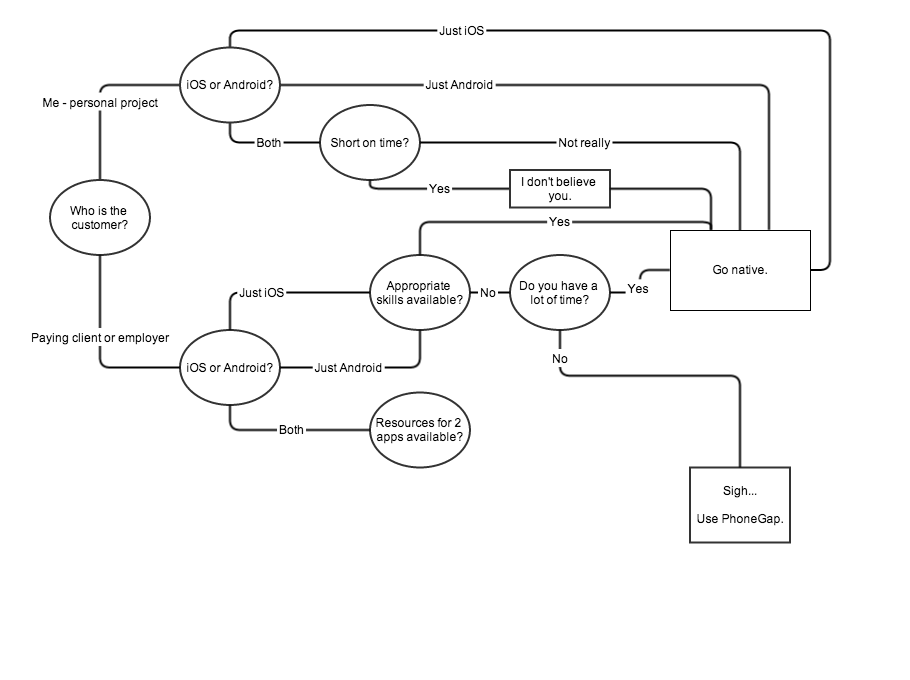 Just iOS
iOS or Android?
Just Android
Me - personal project
Both
Short on time?
Not really
I don't believe
you.
Yes
Who is the
customer?
Yes
Go native.
Appropriate
skills available?
Do you have a
lot of time?
Just iOS
No
Yes
Paying client or employer
iOS or Android?
Just Android
No
Resources for 2
apps available?
Both
Sigh...
Use PhoneGap.